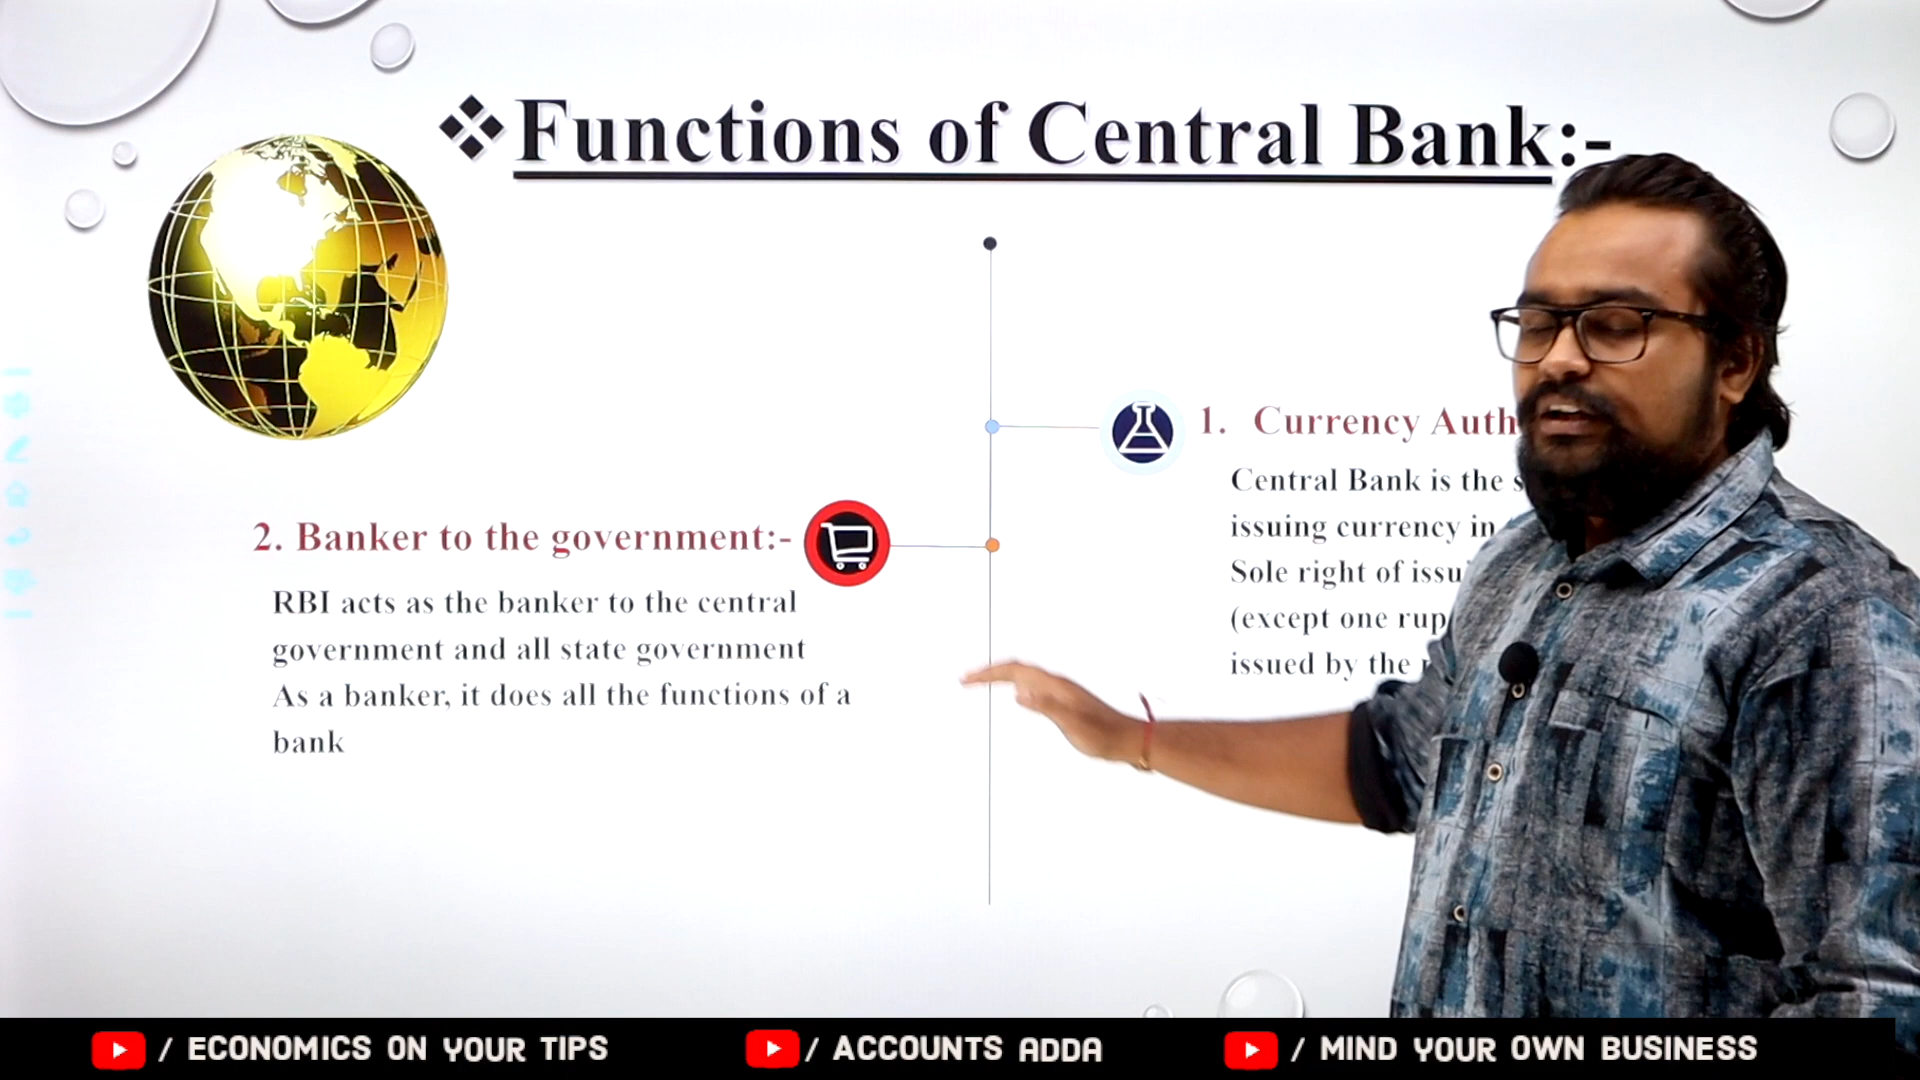 ❖Functions of Central Bank:-
1. Currency
Central Bank is the
issuing currency in
Sole right of
(except one
issued by the
2. Banker to the government:-
RBI acts as the banker to the central
government and all state government
As a banker, it does all the functions of a
bank
/ ECONOMICS ON YOUR TIPS
/ ACCOUNTS ADDA
/ MIND YOUR OWN BUSINESS